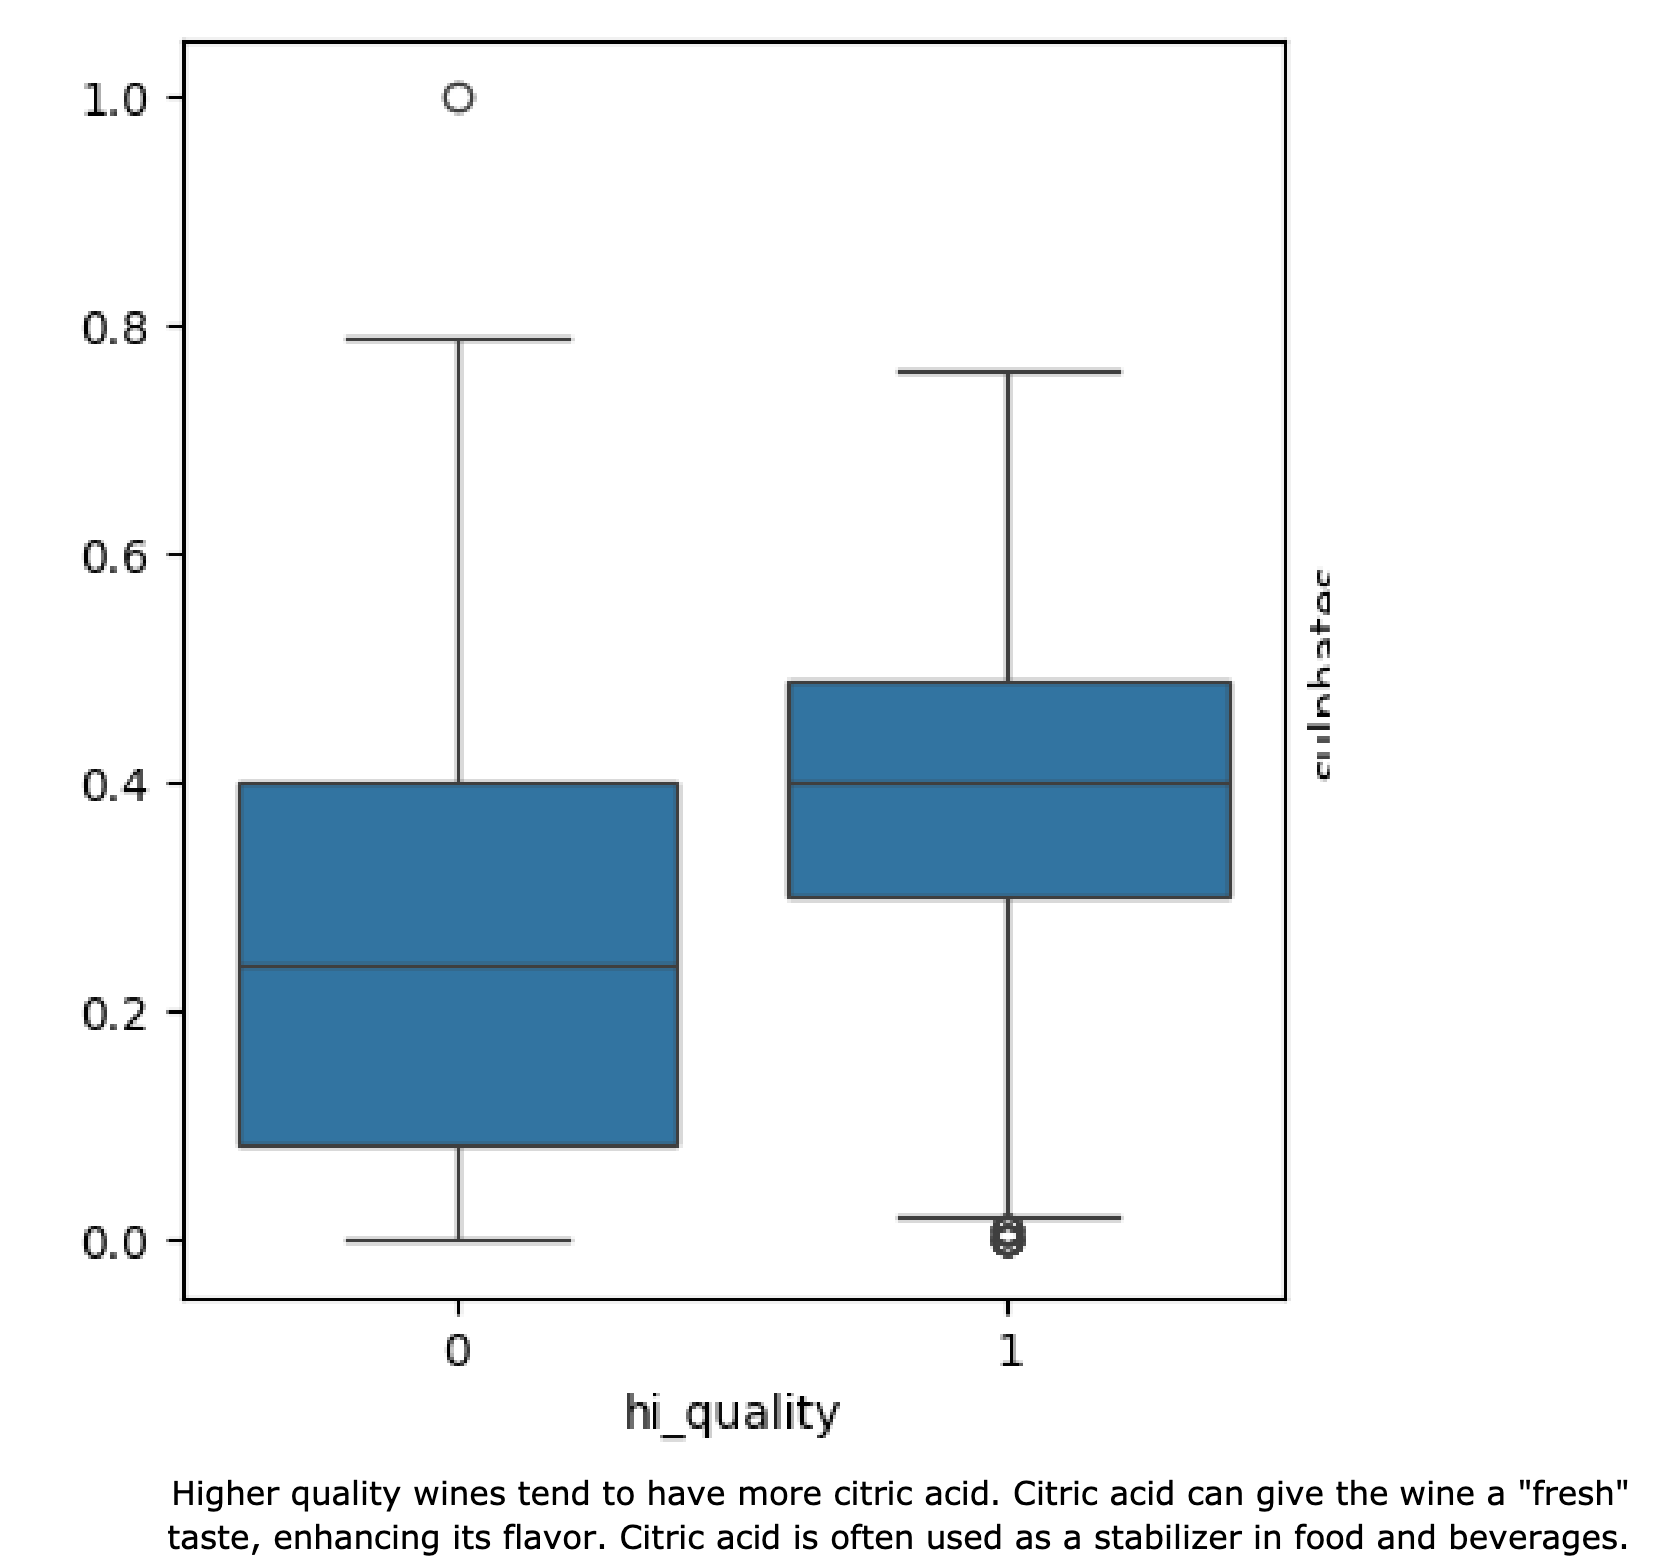 1.0
0.8
0.6
0.4
0.2
0.0
0
1
hi_quality
sulphates
Higher quality wines tend to have more citric acid. Citric acid can give the wine a "fresh"
taste, enhancing its flavor. Citric acid is often used as a stabilizer in food and beverages.